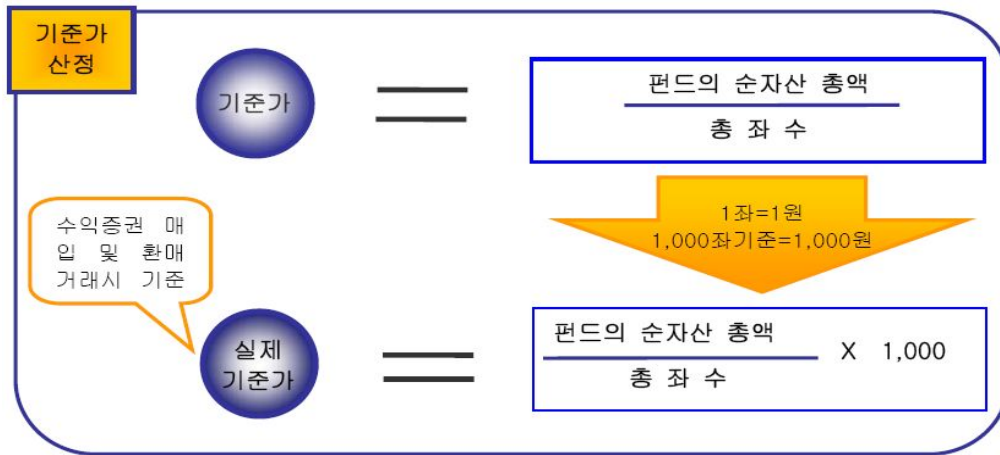 기준가
산정
기준가
펀드의 순자산 총액
총 좌 수
1좌=1원
1,000좌기준=1,000원
수익증권 매
입 및 환매
거래시 기준
실제
기준가
펀드의 순자산 총액
총 좌 수
X 1,000